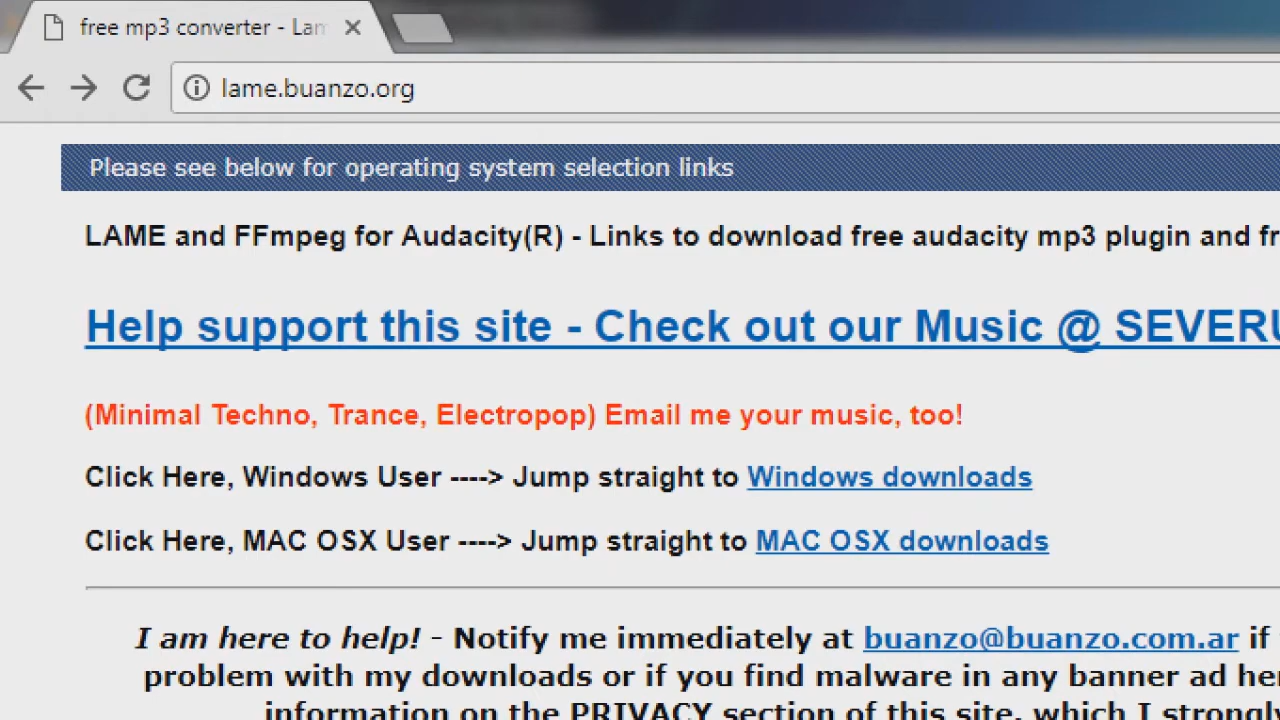 free mp3 converter - Lam
lame.buanzo.org
Please see below for operating system selection links
LAME and FFmpeg for Audacity(R) - Links to download free audacity mp3 plugin and fr
Help support this site - Check out our Music @ SEVERU
(Minimal Techno, Trance, Electropop) Email me your music, too!
Click Here, Windows User ----> Jump straight to Windows downloads
Click Here, MAC OSX User ----> Jump straight to MAC OSX downloads
I am here to help! - Notify me immediately at buanzo@buanzo.com.ar if
problem with my downloads or if you find malware in any banner ad her
information on the PRIVACY section of this site, which I strongly